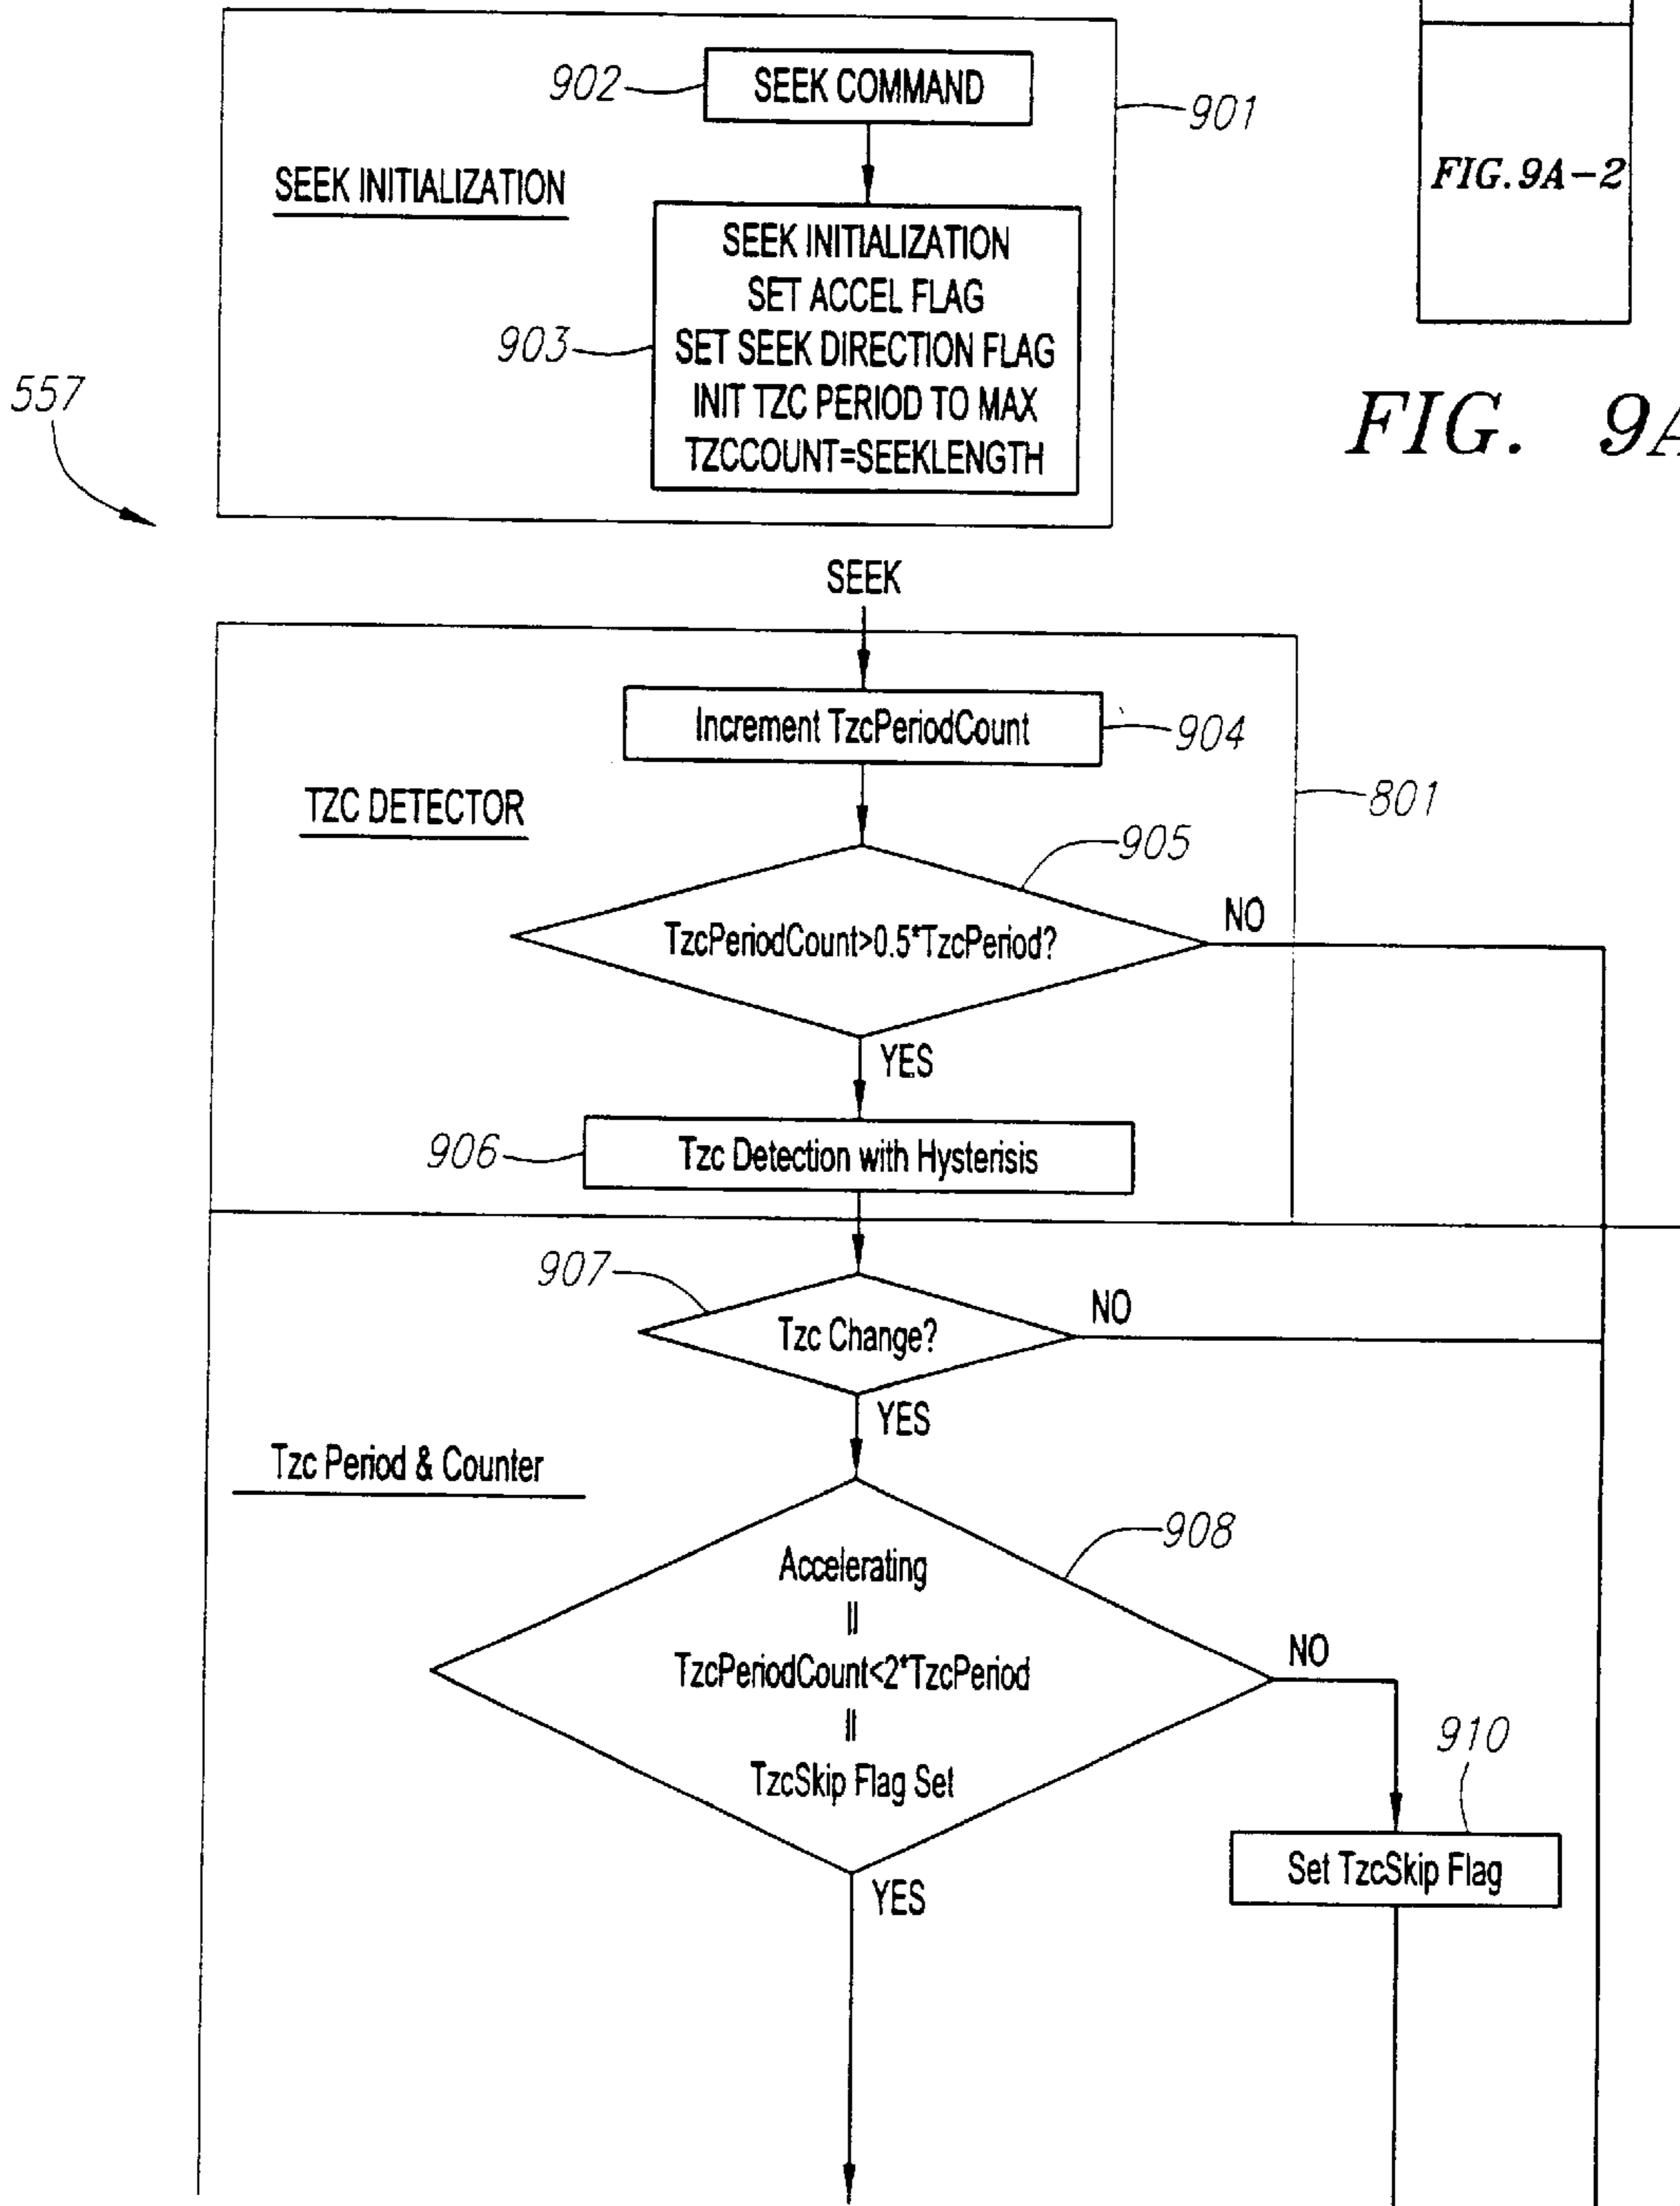 902
SEEK COMMAND
901
SEEK INITIALIZATION
FIG.9A-2
SEEK INITIALIZATION
SET ACCEL FLAG
SET SEEK DIRECTION FLAG
INIT TZC PERIOD TO MAX
TZCCOUNT=SEEKLENGTH
903
557
FIG. 9A
SEEK
Increment TzcPeriodCount
904
TZC DETECTOR
801
905
TzcPeriodCount>0.5*TzcPeriod?
NO
YES
906
Tzc Detection with Hysterisis
907
Tzc Change?
NO
YES
Tzc Period & Counter
908
Accelerating
||
TzcPeriodCount<2*TzcPeriod
||
TzcSkip Flag Set
NO
910
Set TzcSkip Flag
YES